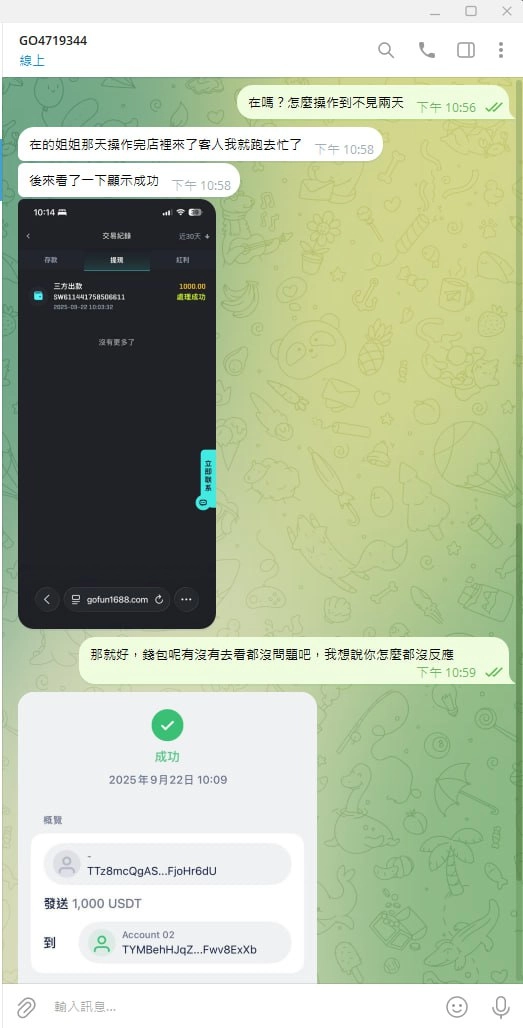 GO4719344
線上
在嗎？怎麼操作到不見兩天 下午 10:56
在的姐姐那天操作完店裡來了客人我就跑去忙了 下午 10:58
後來看了一下顯示成功 下午 10:58
10:14
交易紀錄 近30天
存款 提現 紅利
三方出款 1000.00
SW611441758506611 處理成功
2025-09-22 10:03:32
沒有更多了
立即聯系
gofun1688.com
那就好，錢包呢有沒有去看都沒問題吧，我想說你怎麼都沒反應
下午 10:59
成功
2025年9月22日 10:09
概覽
-
TTz8mcQgAS...FjoHr6dU
發送 1,000 USDT
到
Account 02
TYMBehHJqZ...Fwv8ExXb
輸入訊息...